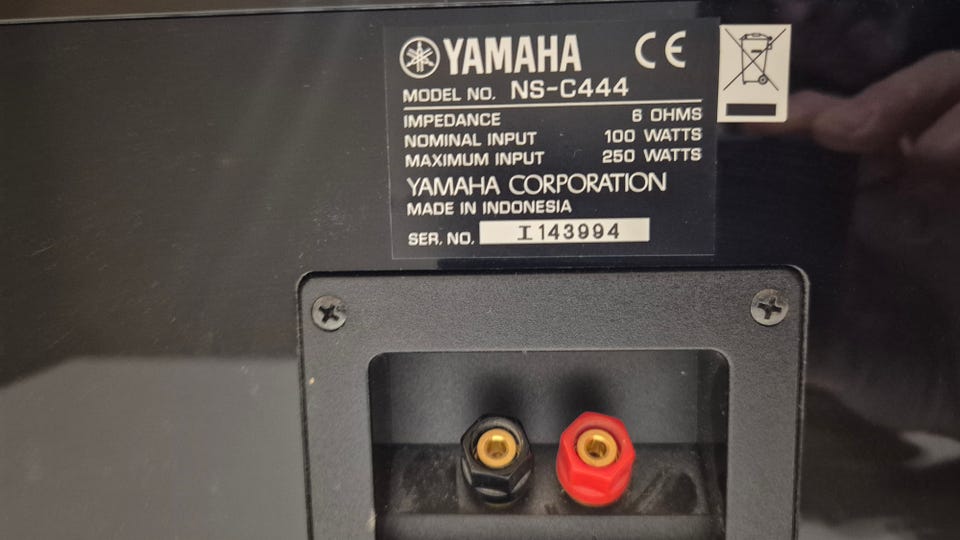 YAMAHA CE
MODEL NO. NS-C444
IMPEDANCE 6 OHMS
NOMINAL INPUT 100 WATTS
MAXIMUM INPUT 250 WATTS
YAMAHA CORPORATION
MADE IN INDONESIA
SER. NO. I143994